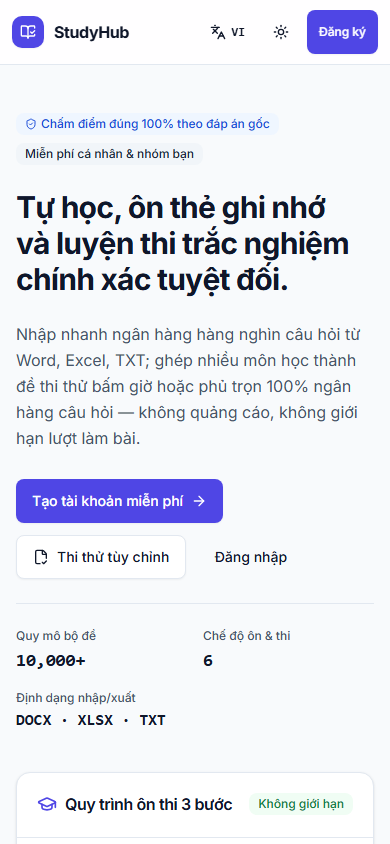 StudyHub
VI
Đăng ký
Chấm điểm đúng 100% theo đáp án gốc
Miễn phí cá nhân & nhóm bạn
Tự học, ôn thẻ ghi nhớ
và luyện thi trắc nghiệm
chính xác tuyệt đối.
Nhập nhanh ngân hàng hàng nghìn câu hỏi từ
Word, Excel, TXT; ghép nhiều môn học thành
đề thi thử bấm giờ hoặc phủ trọn 100% ngân
hàng câu hỏi — không quảng cáo, không giới
hạn lượt làm bài.
Tạo tài khoản miễn phí
Thi thử tùy chỉnh
Đăng nhập
Quy mô bộ đề
Chế độ ôn & thi
10,000+
6
Định dạng nhập/xuất
DOCX · XLSX · TXT
Quy trình ôn thi 3 bước
Không giới hạn